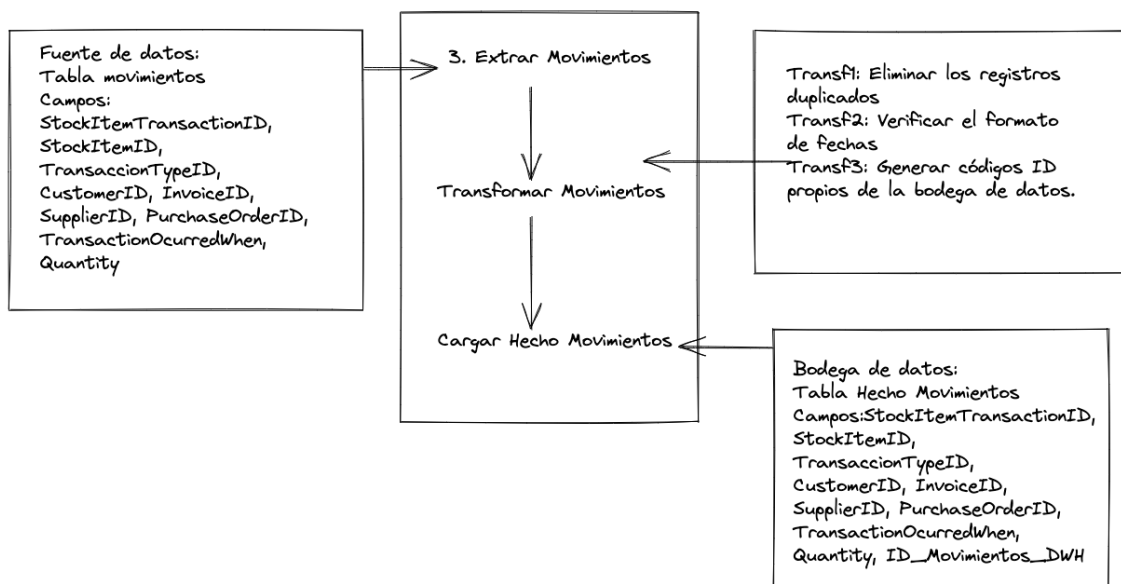 Fuente de datos:
Tabla movimientos
Campos:
StockItemTransactionID,
StockItemID,
TransaccionTypeID,
CustomerID, InvoiceID,
SupplierID, PurchaseOrderID,
TransactionOcurredWhen,
Quantity
3. Extrar Movimientos
Transformar Movimientos
Cargar Hecho Movimientos
Transf1: Eliminar los registros
duplicados
Transf2: Verificar el formato
de fechas
Transf3: Generar códigos ID
propios de la bodega de datos.
Bodega de datos:
Tabla Hecho Movimientos
Campos:StockItemTransactionID,
StockItemID,
TransaccionTypeID,
CustomerID, InvoiceID,
SupplierID, PurchaseOrderID,
TransactionOcurredWhen,
Quantity, ID_Movimientos_DWH